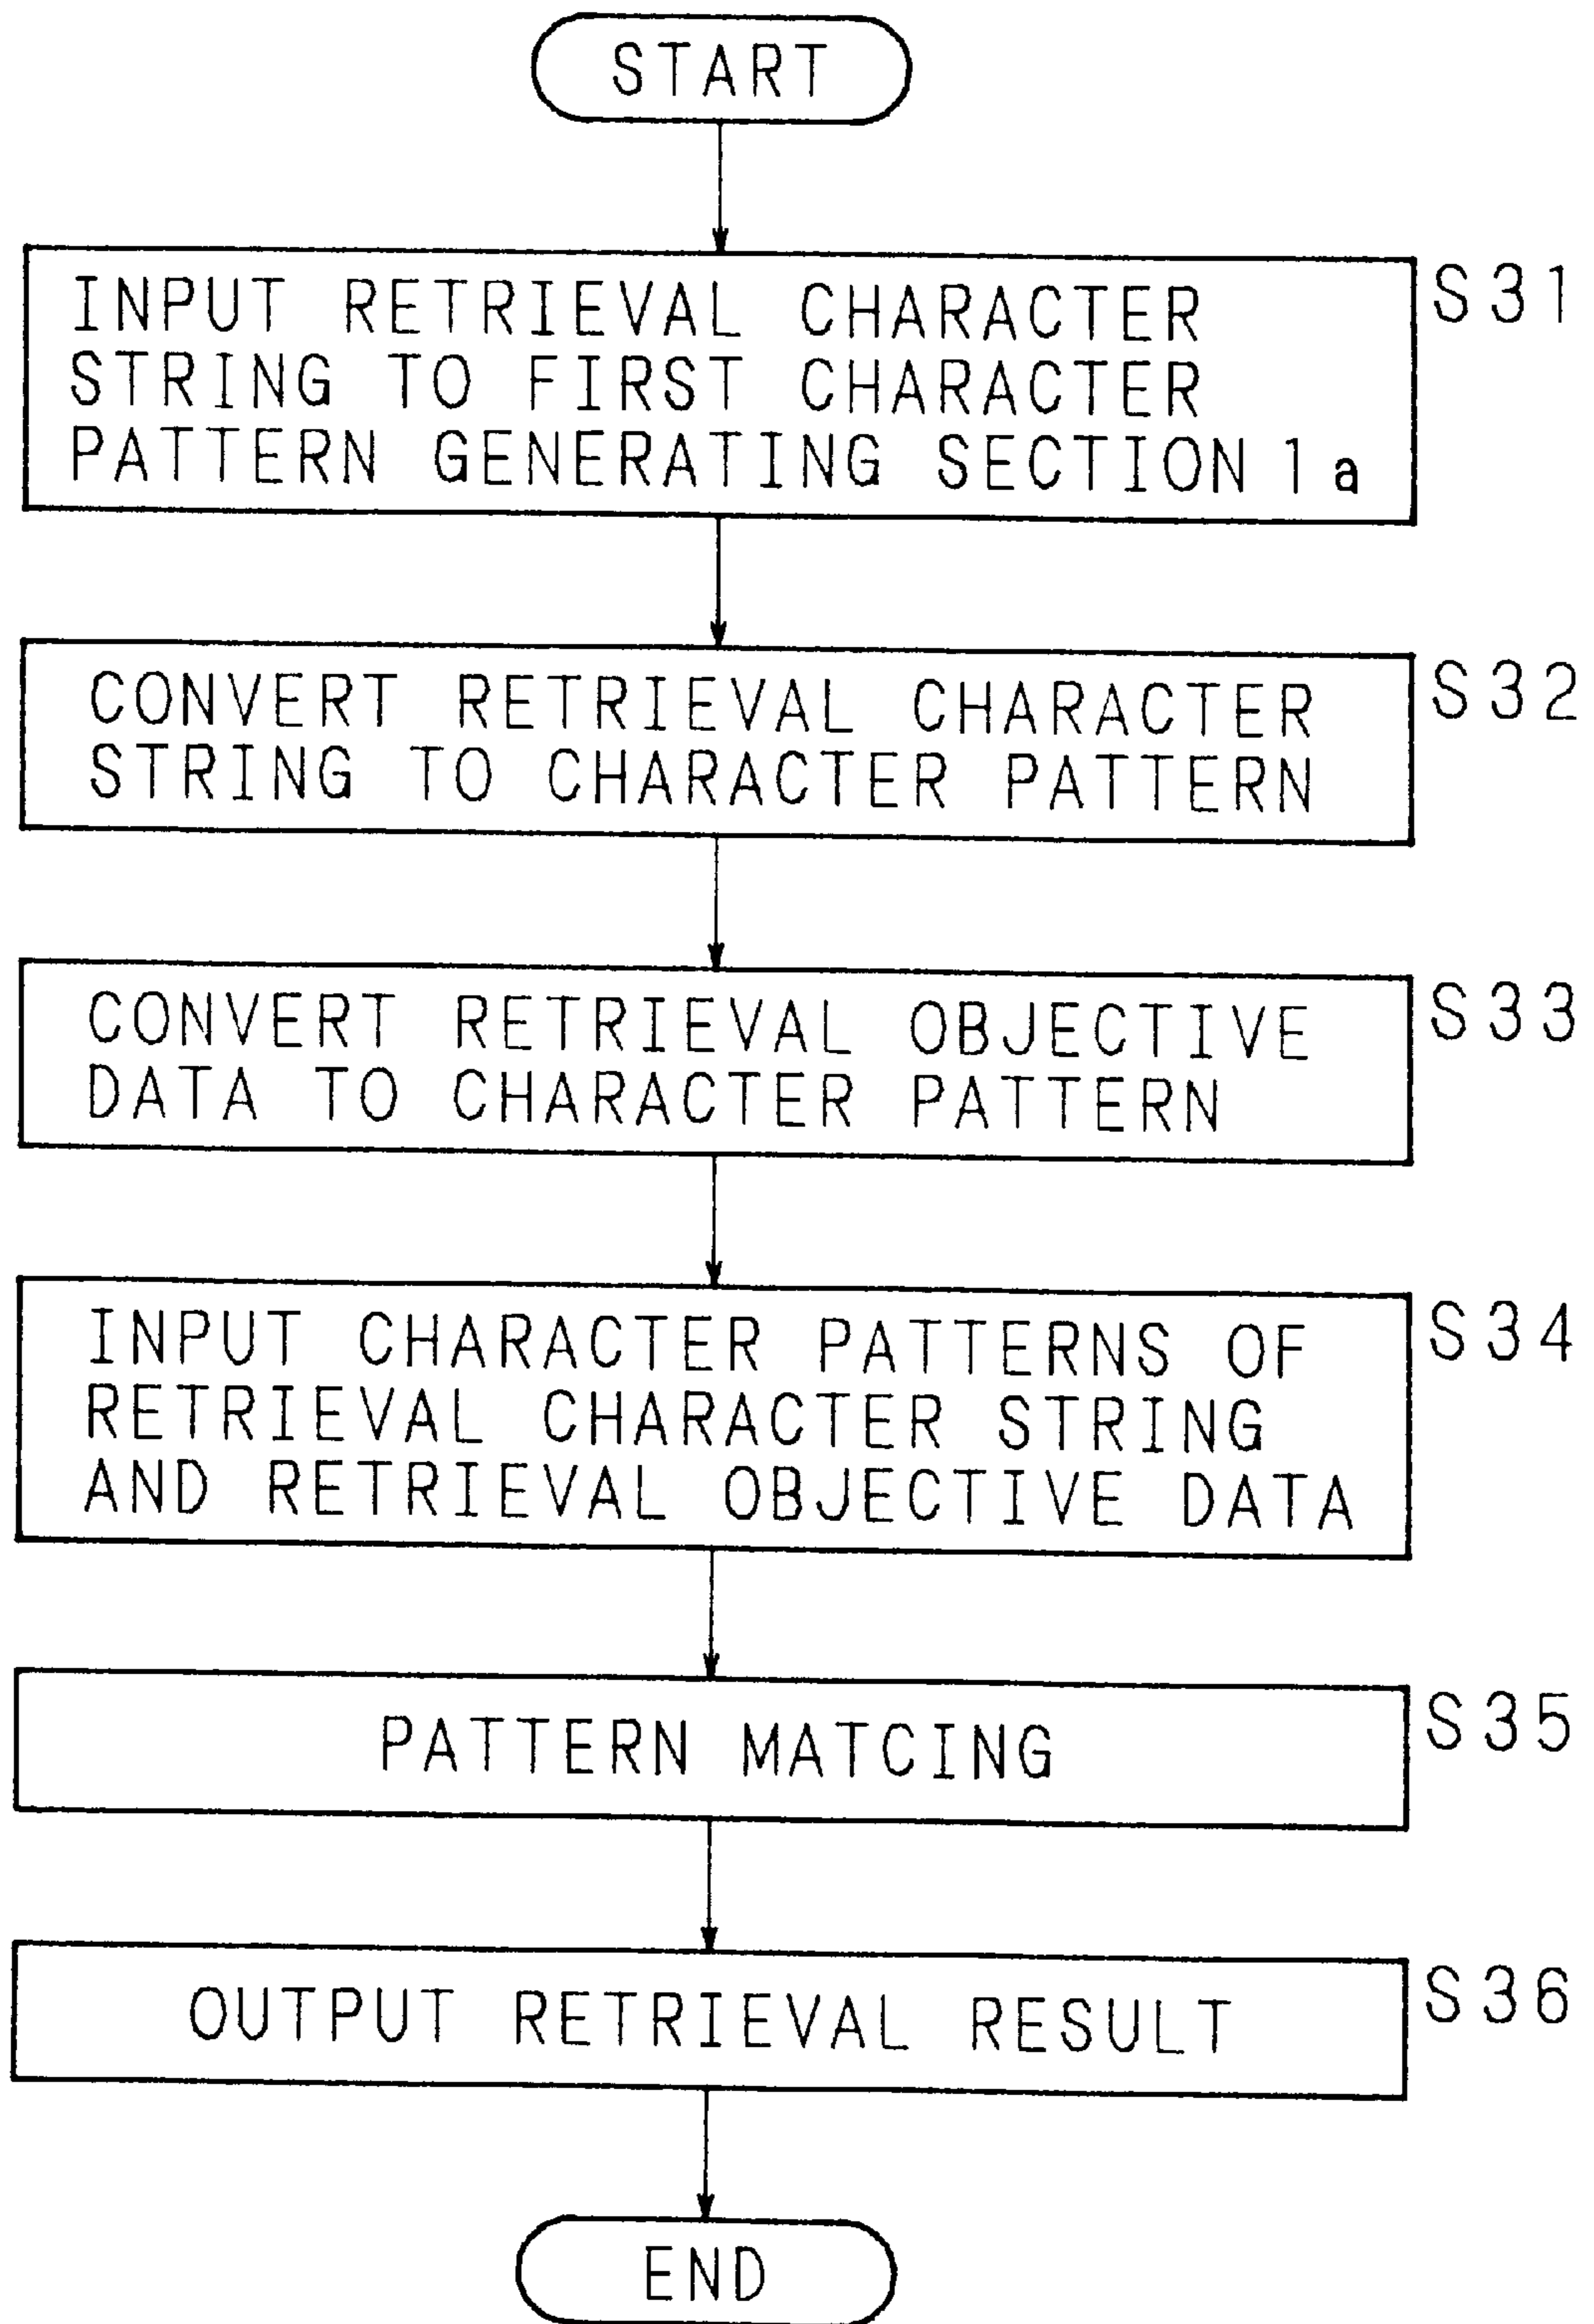 START
INPUT RETRIEVAL CHARACTER
STRING TO FIRST CHARACTER
PATTERN GENERATING SECTION 1a
S31
CONVERT RETRIEVAL CHARACTER
STRING TO CHARACTER PATTERN
S32
CONVERT RETRIEVAL OBJECTIVE
DATA TO CHARACTER PATTERN
S33
INPUT CHARACTER PATTERNS OF
RETRIEVAL CHARACTER STRING
AND RETRIEVAL OBJECTIVE DATA
S34
PATTERN MATCING
S35
OUTPUT RETRIEVAL RESULT
S36
END